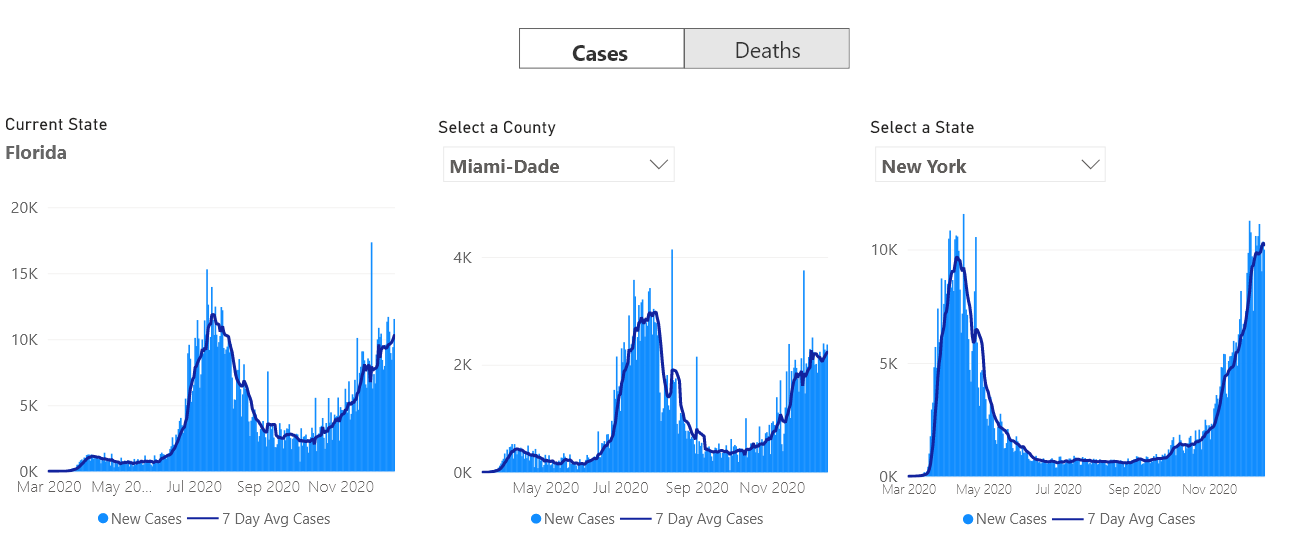 Cases
Deaths
Current State
Florida
20K
15K
10K
5K
0K
Mar 2020
May 20...
Jul 2020
Sep 2020
Nov 2020
New Cases
7 Day Avg Cases
Select a County
Miami-Dade
4K
2K
0K
May 2020
Jul 2020
Sep 2020
Nov 2020
New Cases
7 Day Avg Cases
Select a State
New York
10K
5K
0K
Mar 2020
May 2020
Jul 2020
Sep 2020
Nov 2020
New Cases
7 Day Avg Cases